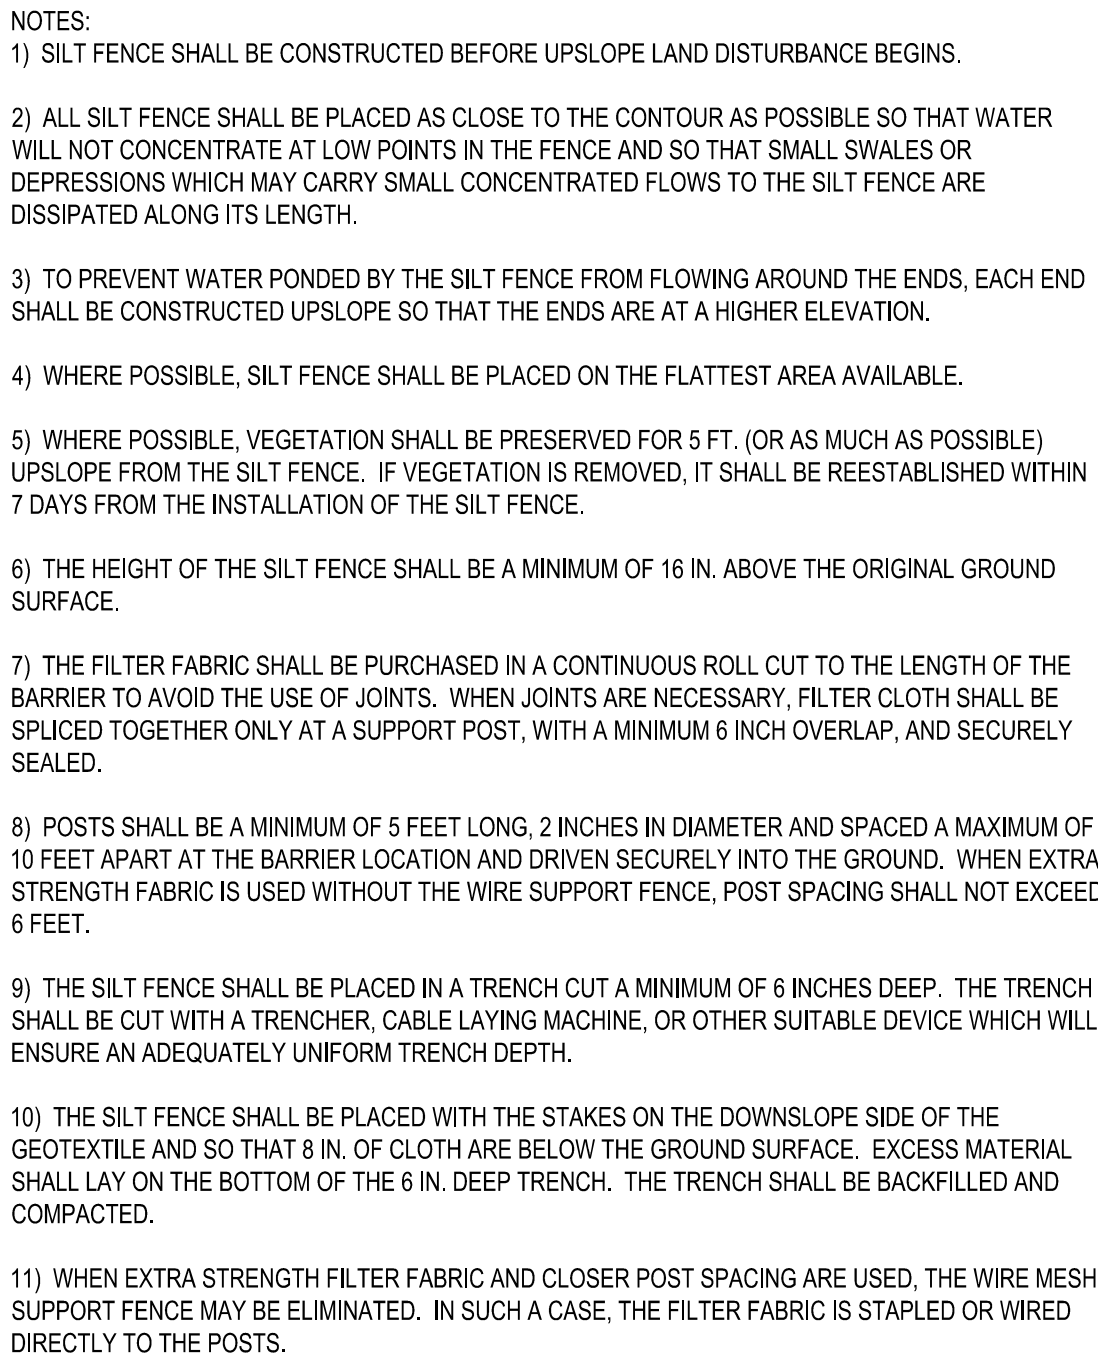 NOTES:
1) SILT FENCE SHALL BE CONSTRUCTED BEFORE UPSLOPE LAND DISTURBANCE BEGINS.
2) ALL SILT FENCE SHALL BE PLACED AS CLOSE TO THE CONTOUR AS POSSIBLE SO THAT WATER
WILL NOT CONCENTRATE AT LOW POINTS IN THE FENCE AND SO THAT SMALL SWALES OR
DEPRESSIONS WHICH MAY CARRY SMALL CONCENTRATED FLOWS TO THE SILT FENCE ARE
DISSIPATED ALONG ITS LENGTH.
3) TO PREVENT WATER PONDED BY THE SILT FENCE FROM FLOWING AROUND THE ENDS, EACH END
SHALL BE CONSTRUCTED UPSLOPE SO THAT THE ENDS ARE AT A HIGHER ELEVATION.
4) WHERE POSSIBLE, SILT FENCE SHALL BE PLACED ON THE FLATTEST AREA AVAILABLE.
5) WHERE POSSIBLE, VEGETATION SHALL BE PRESERVED FOR 5 FT. (OR AS MUCH AS POSSIBLE)
UPSLOPE FROM THE SILT FENCE. IF VEGETATION IS REMOVED, IT SHALL BE REESTABLISHED WITHIN
7 DAYS FROM THE INSTALLATION OF THE SILT FENCE.
6) THE HEIGHT OF THE SILT FENCE SHALL BE A MINIMUM OF 16 IN. ABOVE THE ORIGINAL GROUND
SURFACE.
7) THE FILTER FABRIC SHALL BE PURCHASED IN A CONTINUOUS ROLL CUT TO THE LENGTH OF THE
BARRIER TO AVOID THE USE OF JOINTS. WHEN JOINTS ARE NECESSARY, FILTER CLOTH SHALL BE
SPLICED TOGETHER ONLY AT A SUPPORT POST, WITH A MINIMUM 6 INCH OVERLAP, AND SECURELY
SEALED.
8) POSTS SHALL BE A MINIMUM OF 5 FEET LONG, 2 INCHES IN DIAMETER AND SPACED A MAXIMUM OF
10 FEET APART AT THE BARRIER LOCATION AND DRIVEN SECURELY INTO THE GROUND. WHEN EXTRA
STRENGTH FABRIC IS USED WITHOUT THE WIRE SUPPORT FENCE, POST SPACING SHALL NOT EXCEED
6 FEET.
9) THE SILT FENCE SHALL BE PLACED IN A TRENCH CUT A MINIMUM OF 6 INCHES DEEP. THE TRENCH
SHALL BE CUT WITH A TRENCHER, CABLE LAYING MACHINE, OR OTHER SUITABLE DEVICE WHICH WILL
ENSURE AN ADEQUATELY UNIFORM TRENCH DEPTH.
10) THE SILT FENCE SHALL BE PLACED WITH THE STAKES ON THE DOWNSLOPE SIDE OF THE
GEOTEXTILE AND SO THAT 8 IN. OF CLOTH ARE BELOW THE GROUND SURFACE. EXCESS MATERIAL
SHALL LAY ON THE BOTTOM OF THE 6 IN. DEEP TRENCH. THE TRENCH SHALL BE BACKFILLED AND
COMPACTED.
11) WHEN EXTRA STRENGTH FILTER FABRIC AND CLOSER POST SPACING ARE USED, THE WIRE MESH
SUPPORT FENCE MAY BE ELIMINATED. IN SUCH A CASE, THE FILTER FABRIC IS STAPLED OR WIRED
DIRECTLY TO THE POSTS.